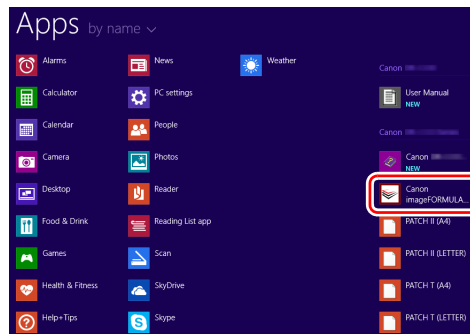 Apps by name
Alarms
Calculator
Calendar
Camera
Desktop
Food & Drink
Games
Health & Fitness
Help+Tips
News
PC settings
People
Photos
Reader
Reading List app
Scan
SkyDrive
Skype
Weather
Canon
User Manual
NEW
Canon
Canon
NEW
Canon
imageFORMULA...
PATCH II (A4)
PATCH II (LETTER)
PATCH T (A4)
PATCH T (LETTER)